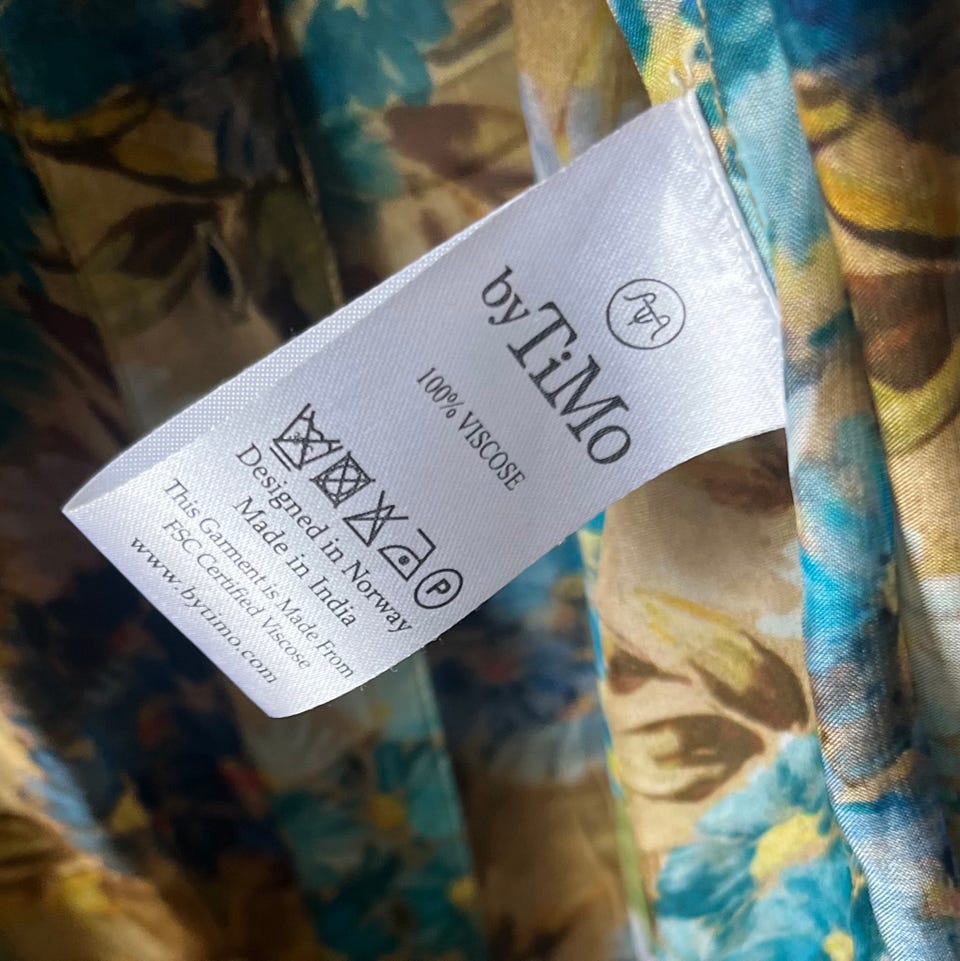 byTiMo
100% VISCOSE
P
Designed in Norway
Made in India
This Garment is Made From
FSC Certified Viscose
www.bytimo.com